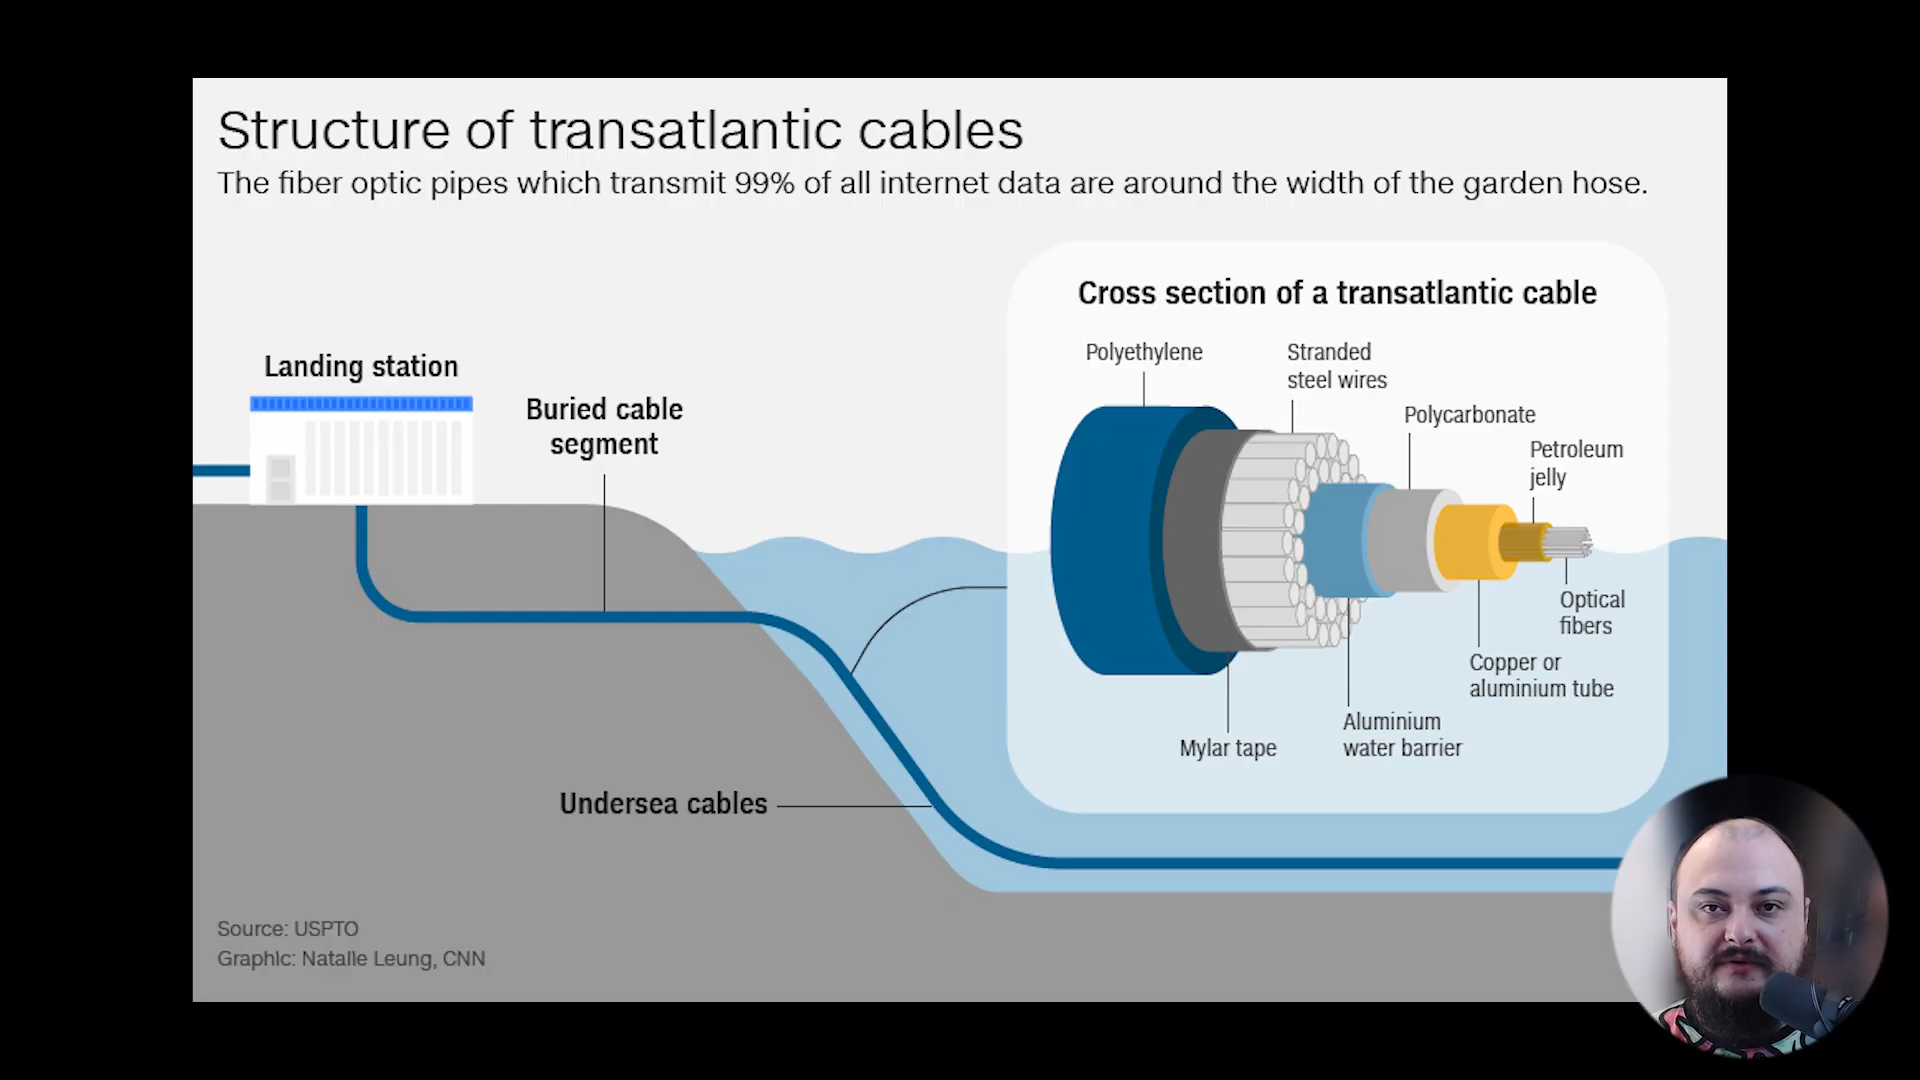 Structure of transatlantic cables
The fiber optic pipes which transmit 99% of all internet data are around the width of the garden hose.
Cross section of a transatlantic cable
Polyethylene
Stranded
steel wires
Polycarbonate
Petroleum
jelly
Optical
fibers
Copper or
aluminium tube
Aluminium
water barrier
Mylar tape
Landing station
Buried cable
segment
Undersea cables
Source: USPTO
Graphic: Natalie Leung, CNN